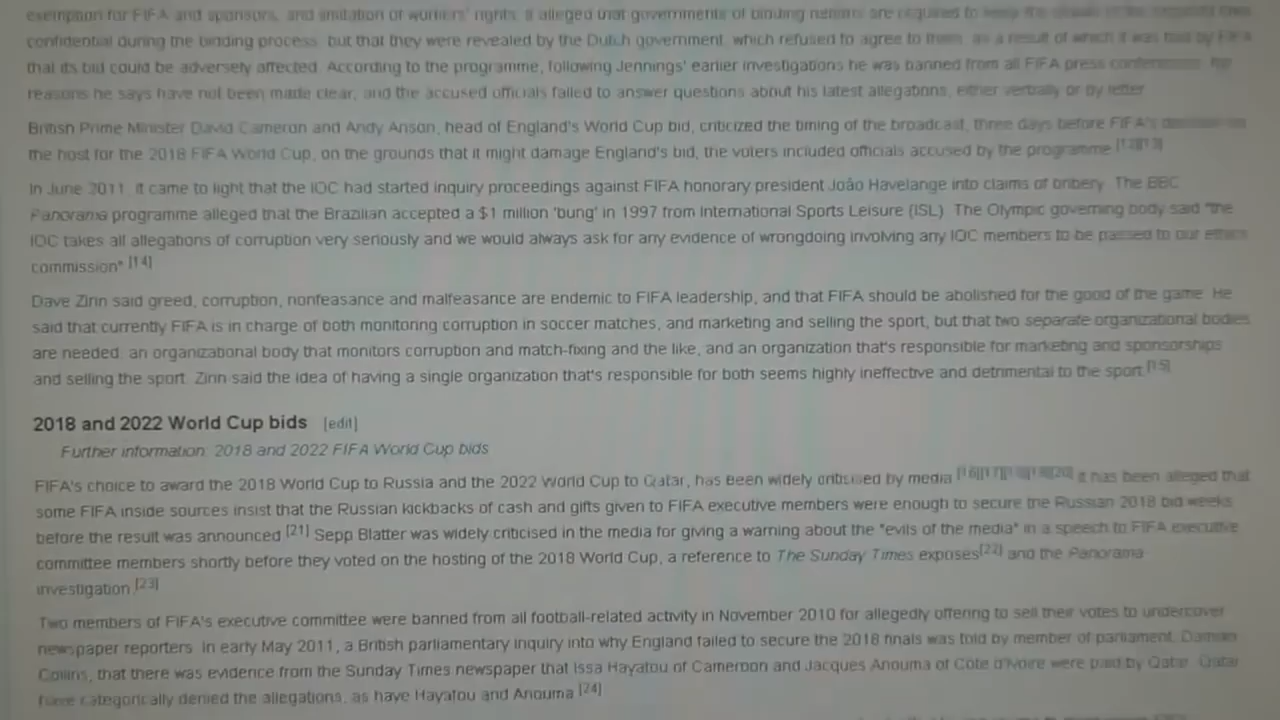 exemption for FIFA and sponsors, and limitation of workers' rights. It alleged that governments of bidding nations are required to keep the
confidential during the bidding process, but that they were revealed by the Dutch government, which refused to agree to them, as a result of which it was told by FIFA
that its bid could be adversely affected. According to the programme, following Jennings' earlier investigations he was banned from all FIFA press conferences, for
reasons he says have not been made clear; and the accused officials failed to answer questions about his latest allegations, either verbally or by letter.
British Prime Minister David Cameron and Andy Anson, head of England's World Cup bid, criticized the timing of the broadcast, three days before FIFA's decision on
the host for the 2018 FIFA World Cup, on the grounds that it might damage England's bid; the voters included officials accused by the programme.[12][13]
In June 2011, it came to light that the IOC had started inquiry proceedings against FIFA honorary president João Havelange into claims of bribery. The BBC
Panorama programme alleged that the Brazilian accepted a $1 million 'bung' in 1997 from International Sports Leisure (ISL). The Olympic governing body said "the
IOC takes all allegations of corruption very seriously and we would always ask for any evidence of wrongdoing involving any IOC members to be passed to our ethics
commission".[14]
Dave Zirin said greed, corruption, nonfeasance and malfeasance are endemic to FIFA leadership, and that FIFA should be abolished for the good of the game. He
said that currently FIFA is in charge of both monitoring corruption in soccer matches, and marketing and selling the sport, but that two separate organizational bodies
are needed: an organizational body that monitors corruption and match-fixing and the like, and an organization that's responsible for marketing and sponsorships
and selling the sport. Zirin said the idea of having a single organization that's responsible for both seems highly ineffective and detrimental to the sport.[15]
2018 and 2022 World Cup bids [edit]
Further information: 2018 and 2022 FIFA World Cup bids
FIFA's choice to award the 2018 World Cup to Russia and the 2022 World Cup to Qatar, has been widely criticised by media.[16][17][18][19][20] It has been alleged that
some FIFA inside sources insist that the Russian kickbacks of cash and gifts given to FIFA executive members were enough to secure the Russian 2018 bid weeks
before the result was announced.[21] Sepp Blatter was widely criticised in the media for giving a warning about the "evils of the media" in a speech to FIFA executive
committee members shortly before they voted on the hosting of the 2018 World Cup, a reference to The Sunday Times exposes[22] and the Panorama
investigation.[23]
Two members of FIFA's executive committee were banned from all football-related activity in November 2010 for allegedly offering to sell their votes to undercover
newspaper reporters. In early May 2011, a British parliamentary inquiry into why England failed to secure the 2018 finals was told by member of parliament, Damian
Collins, that there was evidence from the Sunday Times newspaper that Issa Hayatou of Cameroon and Jacques Anouma of Côte d'Ivoire were paid by Qatar. Qatar
have categorically denied the allegations, as have Hayatou and Anouma.[24]